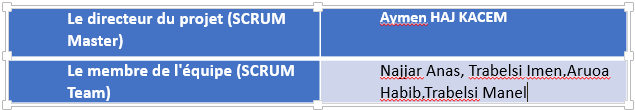 Le directeur du projet (SCRUM
Master)
Aymen HAJ KACEM
Le membre de l'équipe (SCRUM
Team)
Najjar Anas, Trabelsi Imen,Aruoa
Habib,Trabelsi Manel